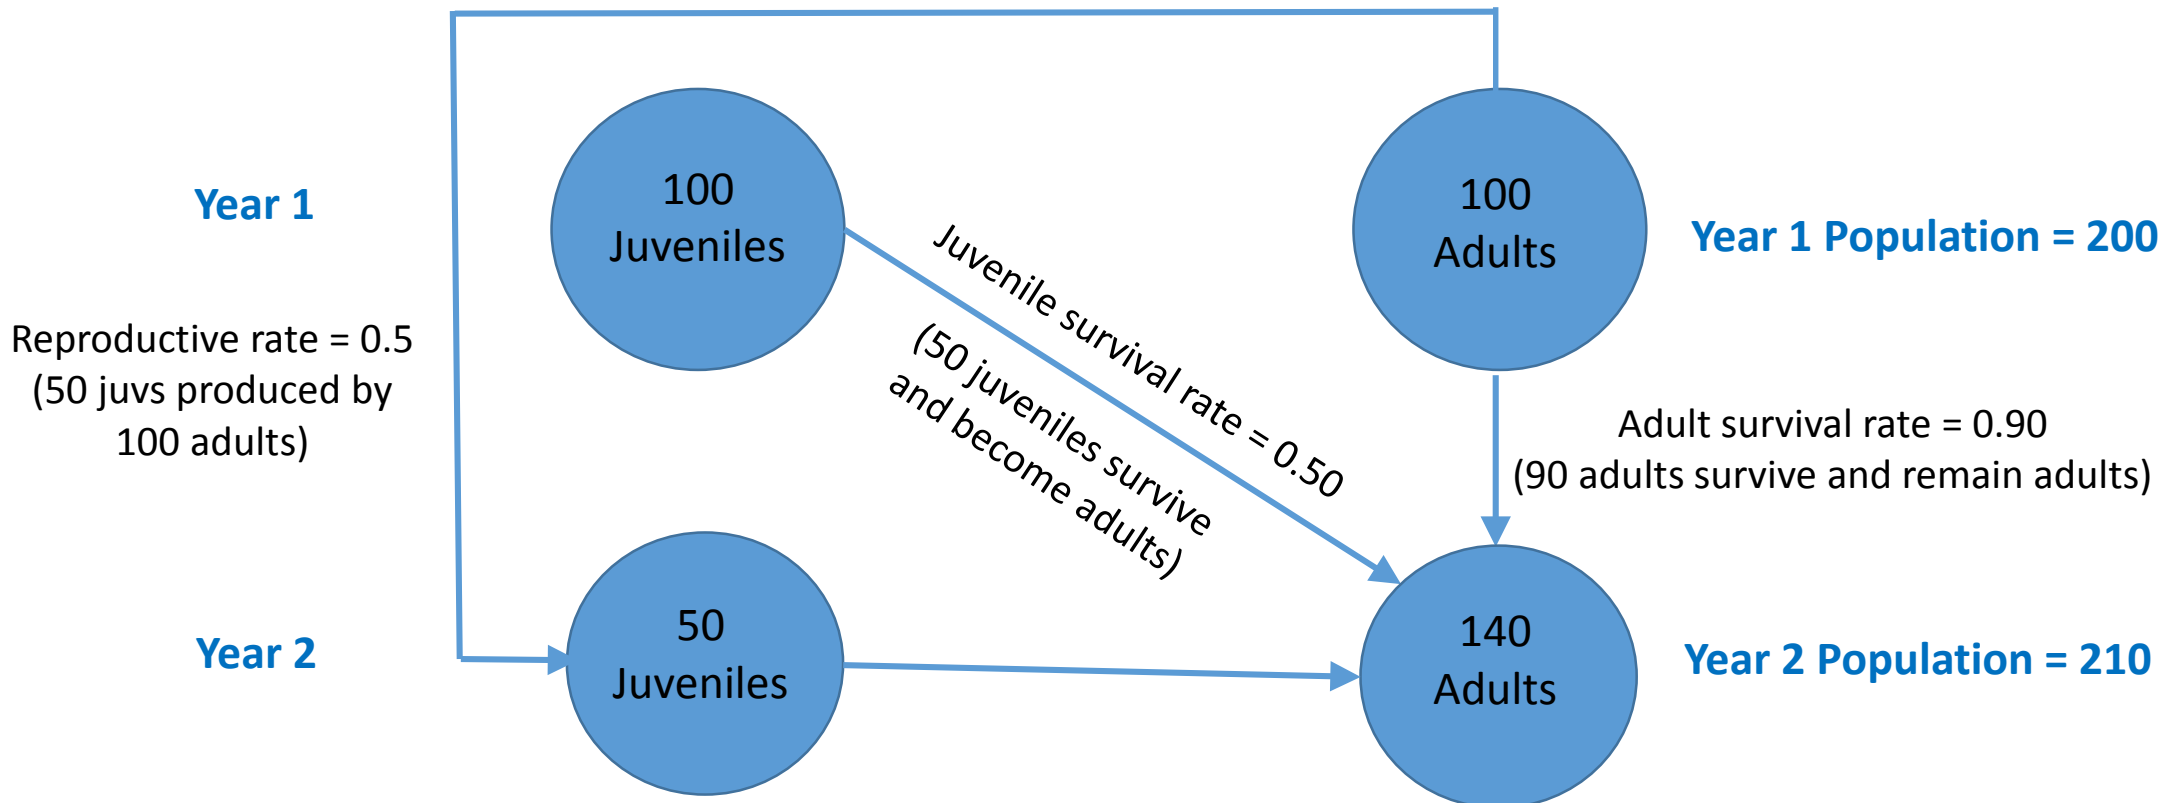 Year 1
100
Juveniles
100
Adults
Year 1 Population = 200
Reproductive rate = 0.5
(50 juvs produced by
100 adults)
Juvenile survival rate = 0.50
(50 juveniles survive
and become adults)
Adult survival rate = 0.90
(90 adults survive and remain adults)
Year 2
50
Juveniles
140
Adults
Year 2 Population = 210